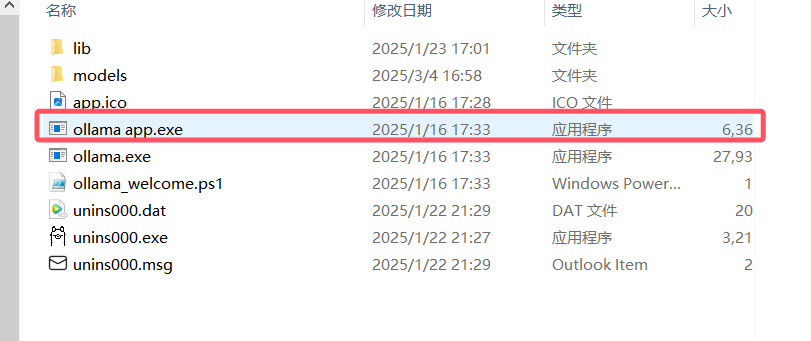 名称 修改日期 类型 大小
lib 2025/1/23 17:01 文件夹
models 2025/3/4 16:58 文件夹
app.ico 2025/1/16 17:28 ICO 文件
ollama app.exe 2025/1/16 17:33 应用程序 6,36
ollama.exe 2025/1/16 17:33 应用程序 27,93
ollama_welcome.ps1 2025/1/16 17:33 Windows Power... 1
unins000.dat 2025/1/22 21:29 DAT 文件 20
unins000.exe 2025/1/22 21:27 应用程序 3,21
unins000.msg 2025/1/22 21:29 Outlook Item 2